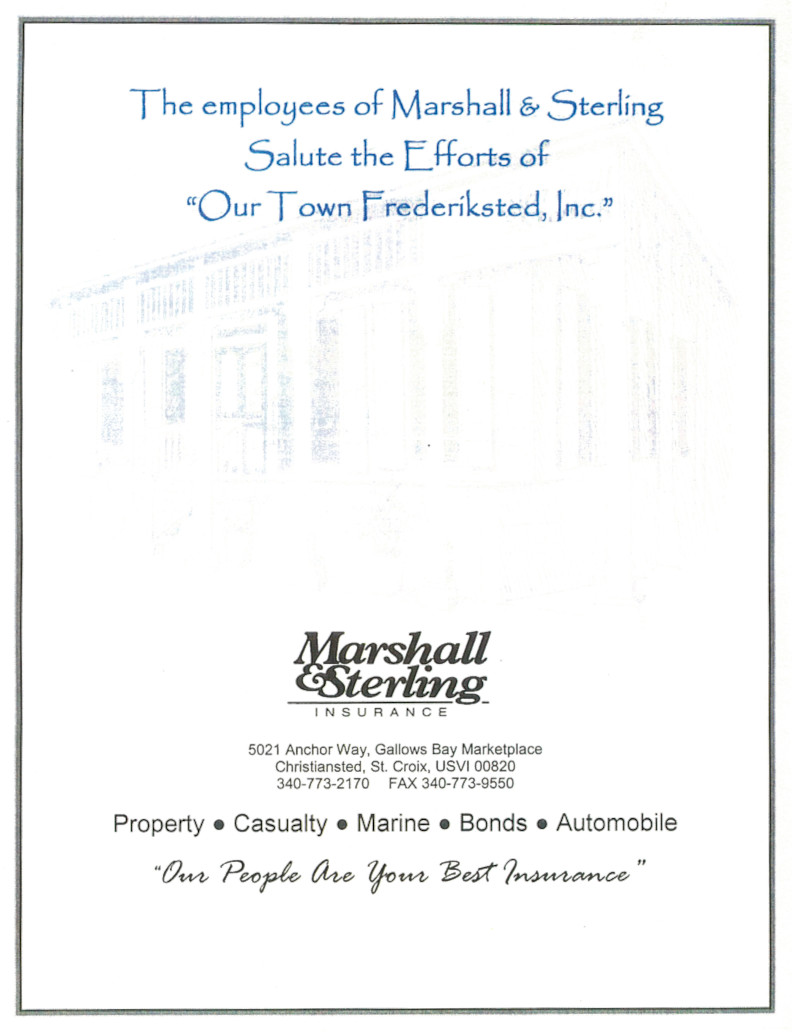 The employees of Marshall & Sterling
Salute the Efforts of
“Our Town Frederiksted, Inc.”
Marshall
&Sterling
INSURANCE
5021 Anchor Way, Gallows Bay Marketplace
Christiansted, St. Croix, USVI 00820
340-773-2170 FAX 340-773-9550
Property ● Casualty ● Marine ● Bonds ● Automobile
“Our People Are Your Best Insurance”